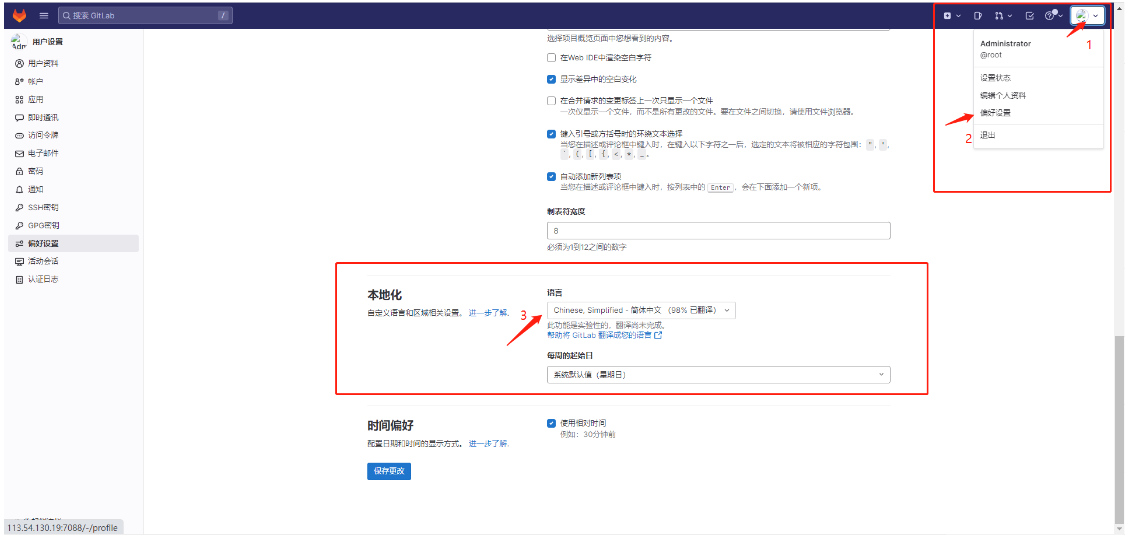 搜索 GitLab
/
1
用户设置
用户资料
帐户
应用
即时通讯
访问令牌
电子邮件
密码
通知
SSH密钥
GPG密钥
偏好设置
活动会话
认证日志
113.54.130.19:7088/-/profile
选择项目概览页面中您想看到的内容。
在Web IDE中渲染空白字符
显示差异中的空白变化
在合并请求的变更标签上一次只显示一个文件
一次仅显示一个文件，而不是所有更改的文件。要在文件之间切换，请使用文件浏览器。
键入引号或方括号时的环绕文本选择
当您在描述或评论框中键入时，在键入以下字符之一后，选定的文本将被相应的字符包围： ", ',
`, (, [, {, <, *, _。
自动添加新列表项
当您在描述或评论框中键入时，按列表中的 Enter，会在下面添加一个新项。
制表符宽度
8
必须为1到12之间的数字
本地化
自定义语言和区域相关设置。 进一步了解.
3
语言
Chinese, Simplified - 简体中文 （98% 已翻译）
此功能是实验性的，翻译尚未完成。
帮助将 GitLab 翻译成您的语言
每周的起始日
系统默认值（星期日）
时间偏好
配置日期和时间的显示方式。 进一步了解.
使用相对时间
例如：30分钟前
保存更改
Administrator
@root
设置状态
编辑个人资料
偏好设置
2
退出